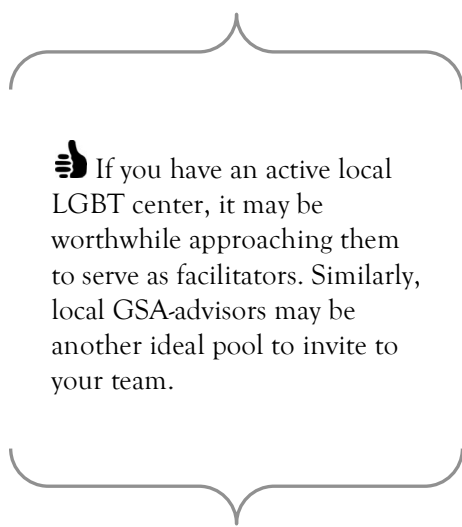 If you have an active local
LGBT center, it may be
worthwhile approaching them
to serve as facilitators. Similarly,
local GSA-advisors may be
another ideal pool to invite to
your team.